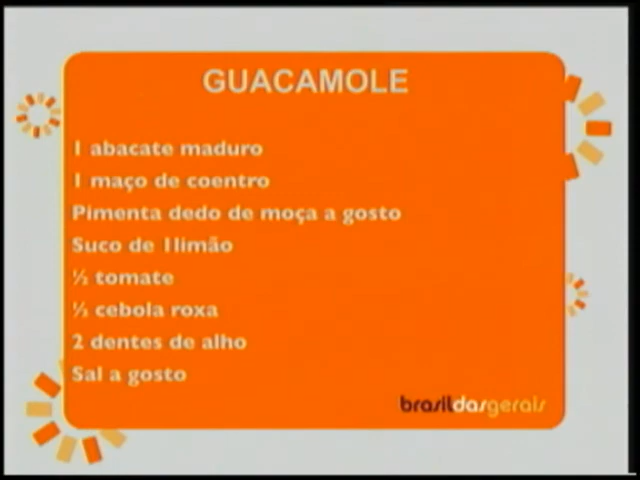 GUACAMOLE
1 abacate maduro
1 maço de coentro
Pimenta dedo de moça a gosto
Suco de 1limão
½ tomate
½ cebola roxa
2 dentes de alho
Sal a gosto
brasildasgerais